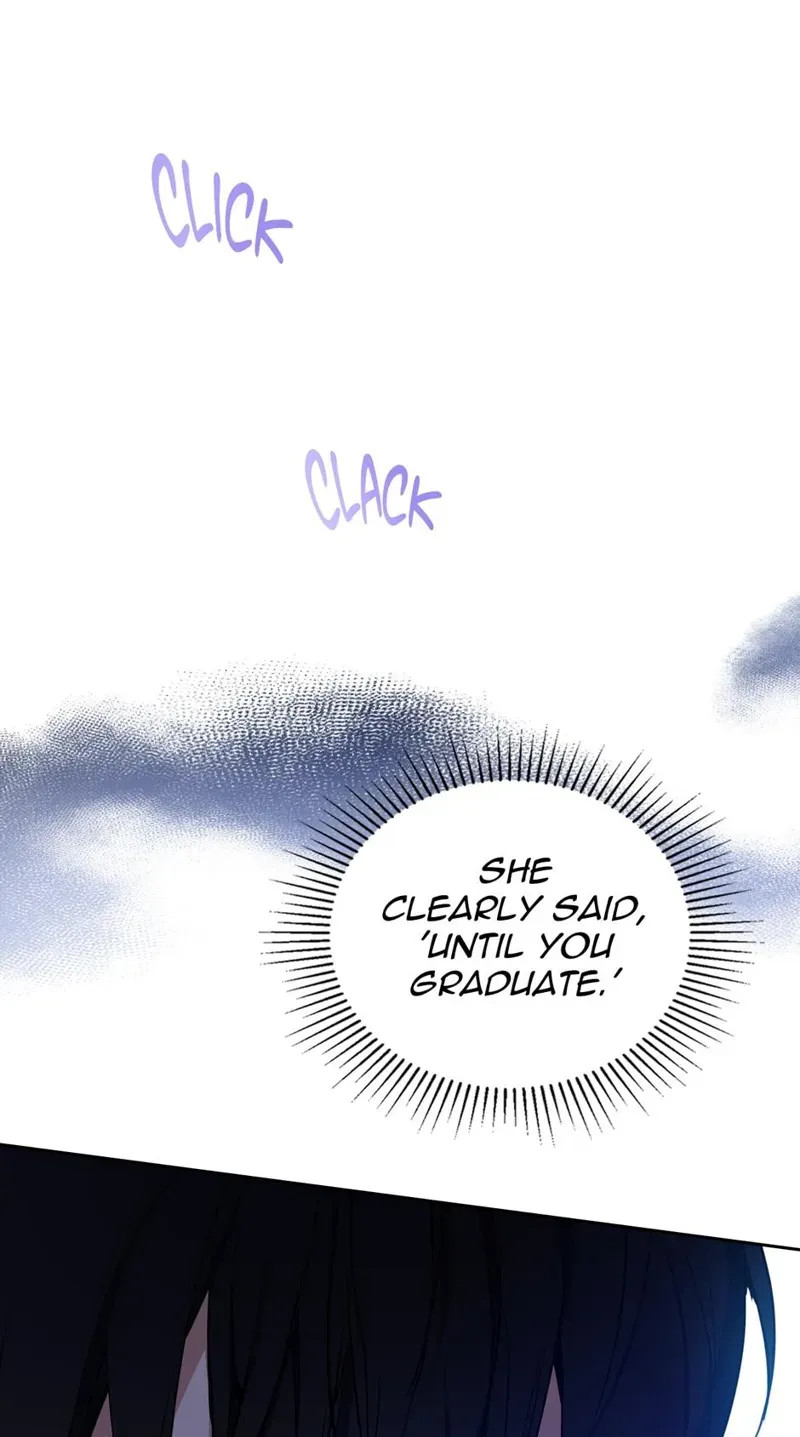 CLICK
CLACK
SHE
CLEARLY SAID,
'UNTIL YOU
GRADUATE.'